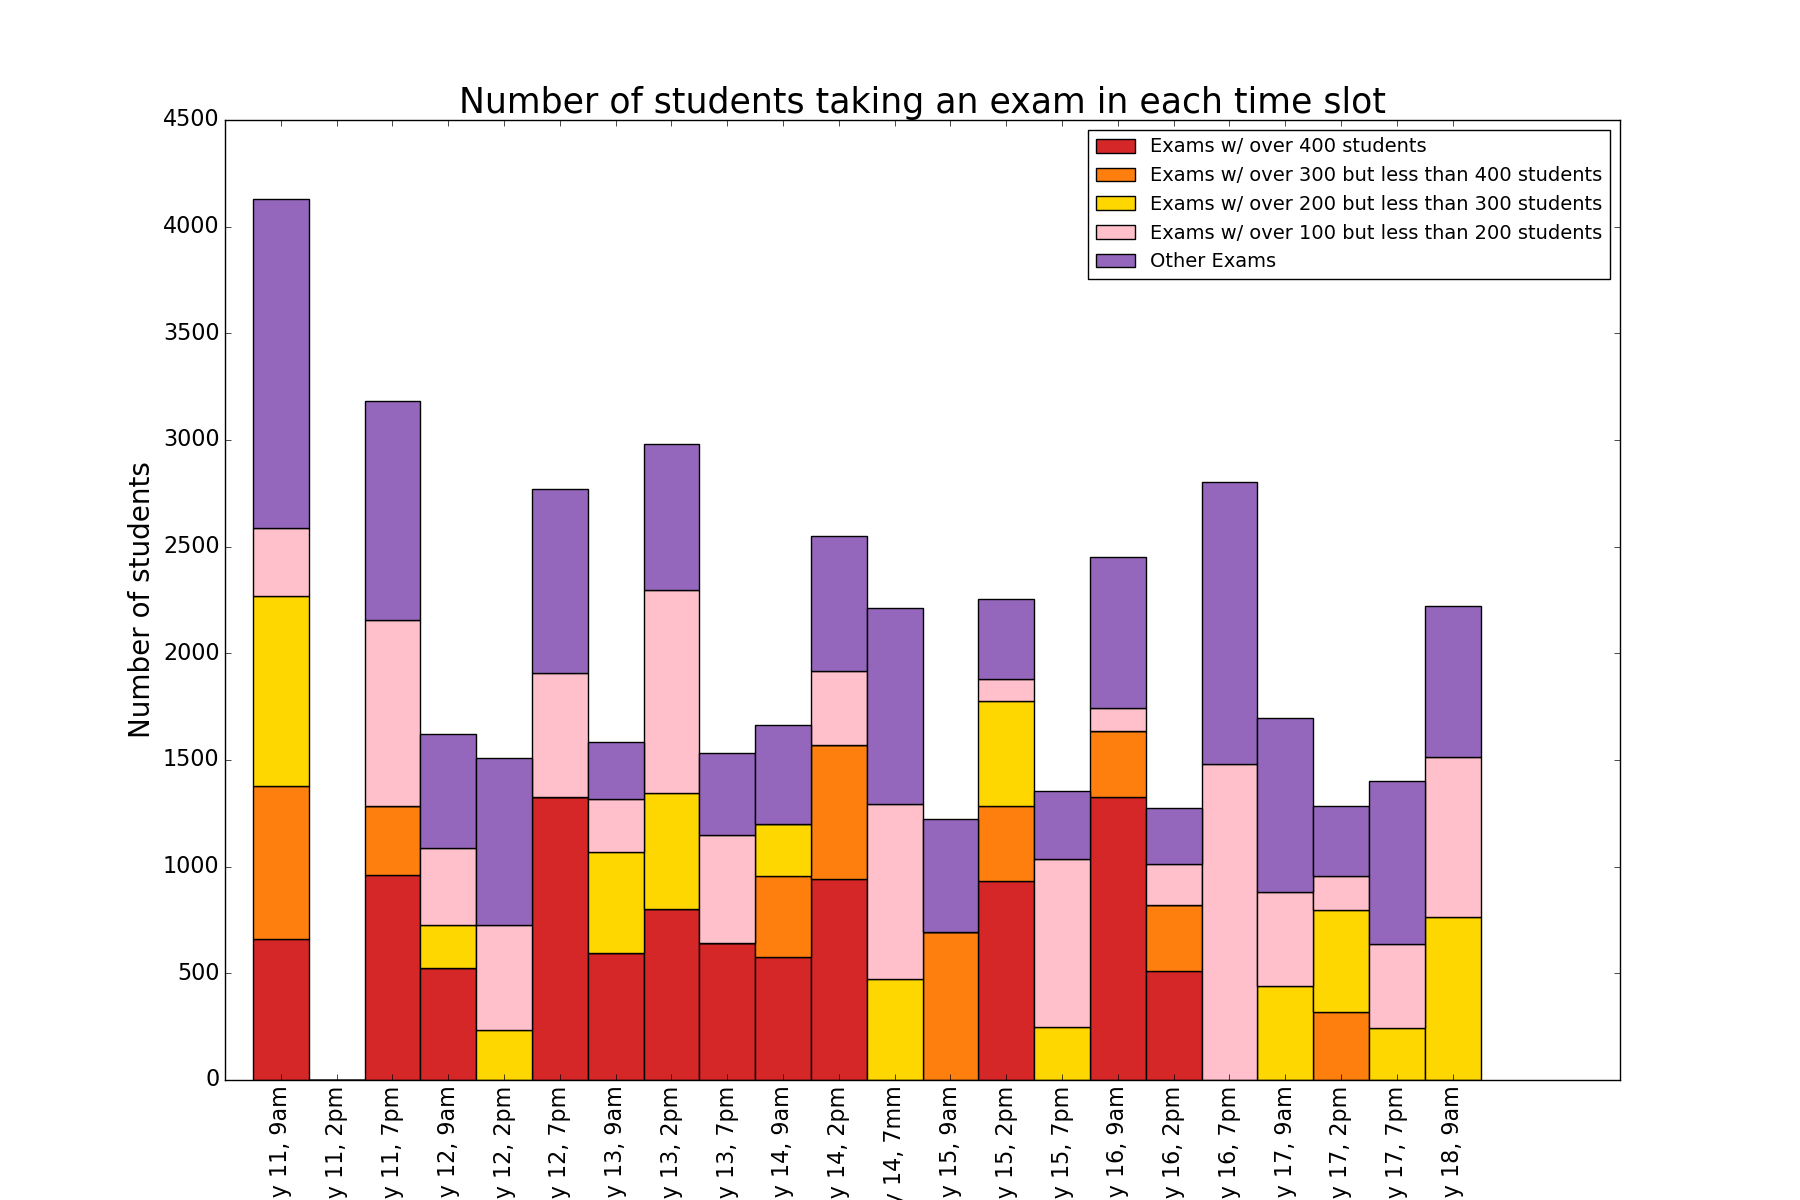 Number of students taking an exam in each time slot
Number of students
4500
4000
3500
3000
2500
2000
1500
1000
500
0
Exams w/ over 400 students
Exams w/ over 300 but less than 400 students
Exams w/ over 200 but less than 300 students
Exams w/ over 100 but less than 200 students
Other Exams
y 11, 9am
y 11, 2pm
y 11, 7pm
y 12, 9am
y 12, 2pm
y 12, 7pm
y 13, 9am
y 13, 2pm
y 13, 7pm
y 14, 9am
y 14, 2pm
y 14, 7mm
y 15, 9am
y 15, 2pm
y 15, 7pm
y 16, 9am
y 16, 2pm
y 16, 7pm
y 17, 9am
y 17, 2pm
y 17, 7pm
y 18, 9am